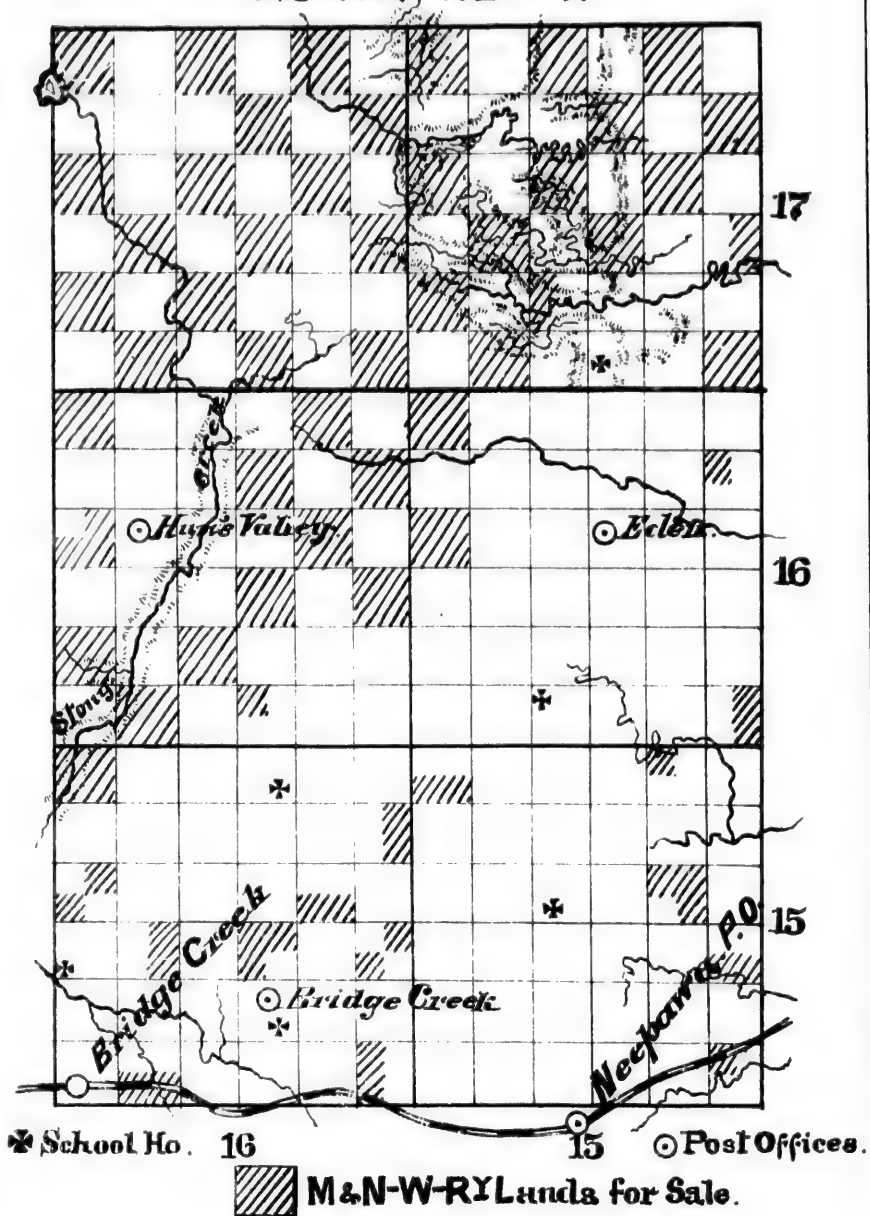 17
Creek
Hun's Valley.
Eden.
16
Stony
15
Bridge Creek
Neepawa P.O.
Bridge Creek
School Ho. 16 15 Post Offices.
M & N-W-RY Lands for Sale.